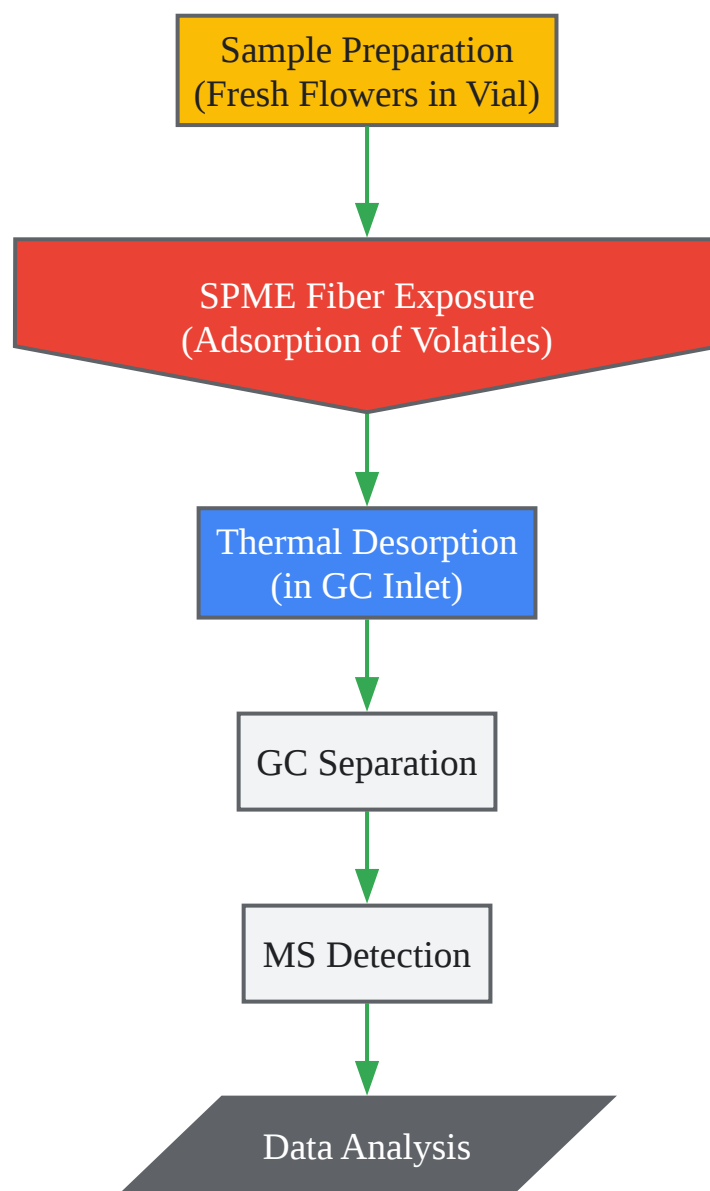 Sample Preparation
(Fresh Flowers in Vial)
SPME Fiber Exposure
(Adsorption of Volatiles)
Thermal Desorption
(in GC Inlet)
GC Separation
MS Detection
Data Analysis